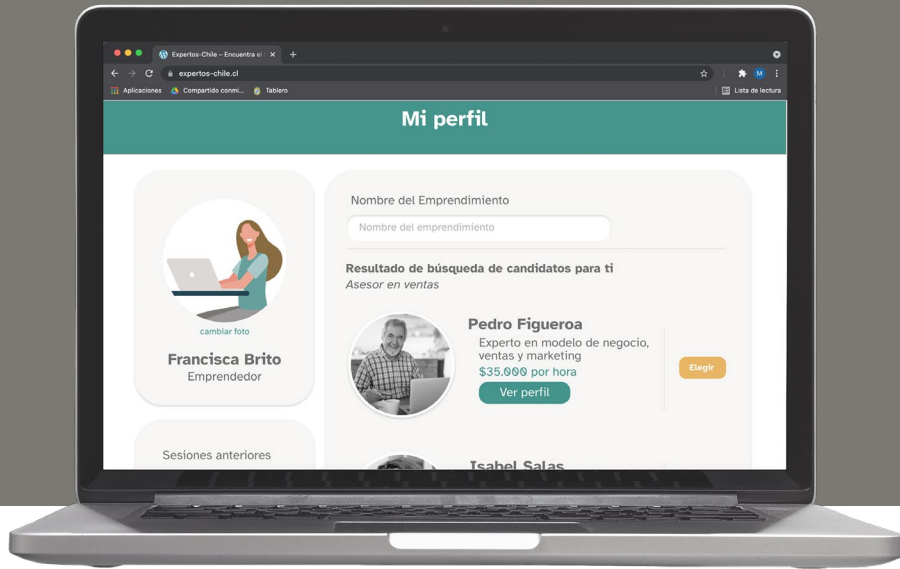 Expertos-Chile – Encuentra el
expertos-chile.cl
M
Aplicaciones
Compartido conmi...
Tablero
Lista de lectura
Mi perfil
cambiar foto
Francisca Brito
Emprendedor
Sesiones anteriores
Nombre del Emprendimiento
Nombre del emprendimiento
Resultado de búsqueda de candidatos para ti
Asesor en ventas
Pedro Figueroa
Experto en modelo de negocio,
ventas y marketing
$35.000 por hora
Ver perfil
Elegir
Isabel Salas